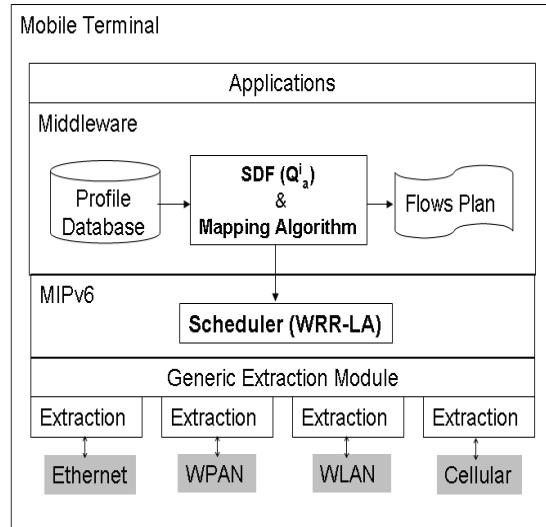 Mobile Terminal
Applications
Middleware
Profile
Database
SDF (Q^i_a)
&
Mapping Algorithm
Flows Plan
MIPv6
Scheduler (WRR-LA)
Generic Extraction Module
Extraction Extraction Extraction Extraction
Ethernet WPAN WLAN Cellular